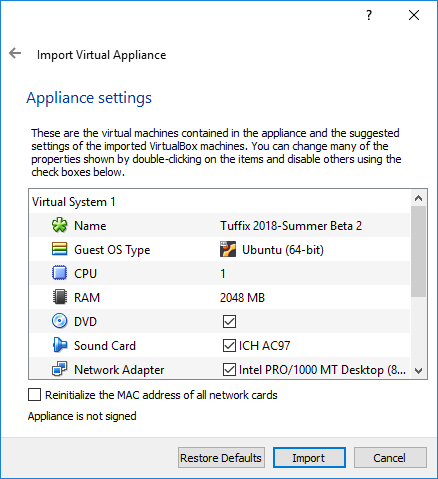 ?
Import Virtual Appliance
Appliance settings
These are the virtual machines contained in the appliance and the suggested
settings of the imported VirtualBox machines. You can change many of the
properties shown by double-clicking on the items and disable others using the
check boxes below.
Virtual System 1
Name Tuffix 2018-Summer Beta 2
Guest OS Type Ubuntu (64-bit)
CPU 1
RAM 2048 MB
DVD
Sound Card ICH AC97
Network Adapter Intel PRO/1000 MT Desktop (8...
Reinitialize the MAC address of all network cards
Appliance is not signed
Restore Defaults Import Cancel